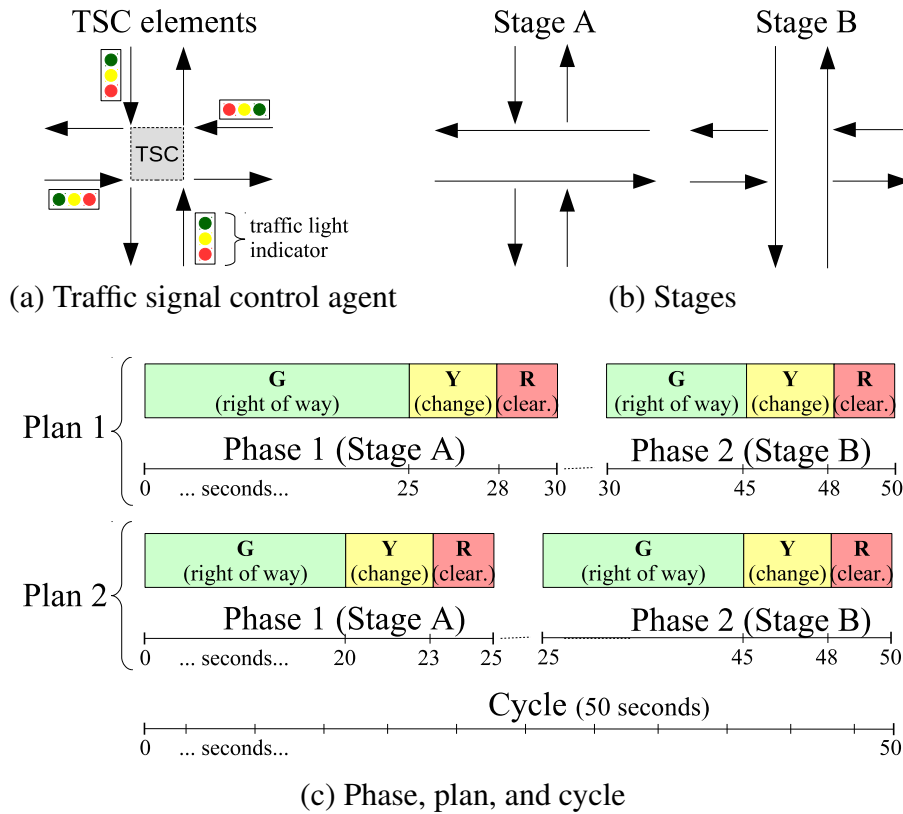 TSC elements
TSC
traffic light
indicator
(a) Traffic signal control agent
Stage A
Stage B
(b) Stages
Plan 1
G
(right of way)
Y
(change)
R
(clear.)
G
(right of way)
Y
(change)
R
(clear.)
Phase 1 (Stage A)
Phase 2 (Stage B)
0 ... seconds... 25 28 30 30 45 48 50
Plan 2
G
(right of way)
Y
(change)
R
(clear.)
G
(right of way)
Y
(change)
R
(clear.)
Phase 1 (Stage A)
Phase 2 (Stage B)
0 ... seconds... 20 23 25 25 45 48 50
Cycle (50 seconds)
0 ... seconds... 50
(c) Phase, plan, and cycle